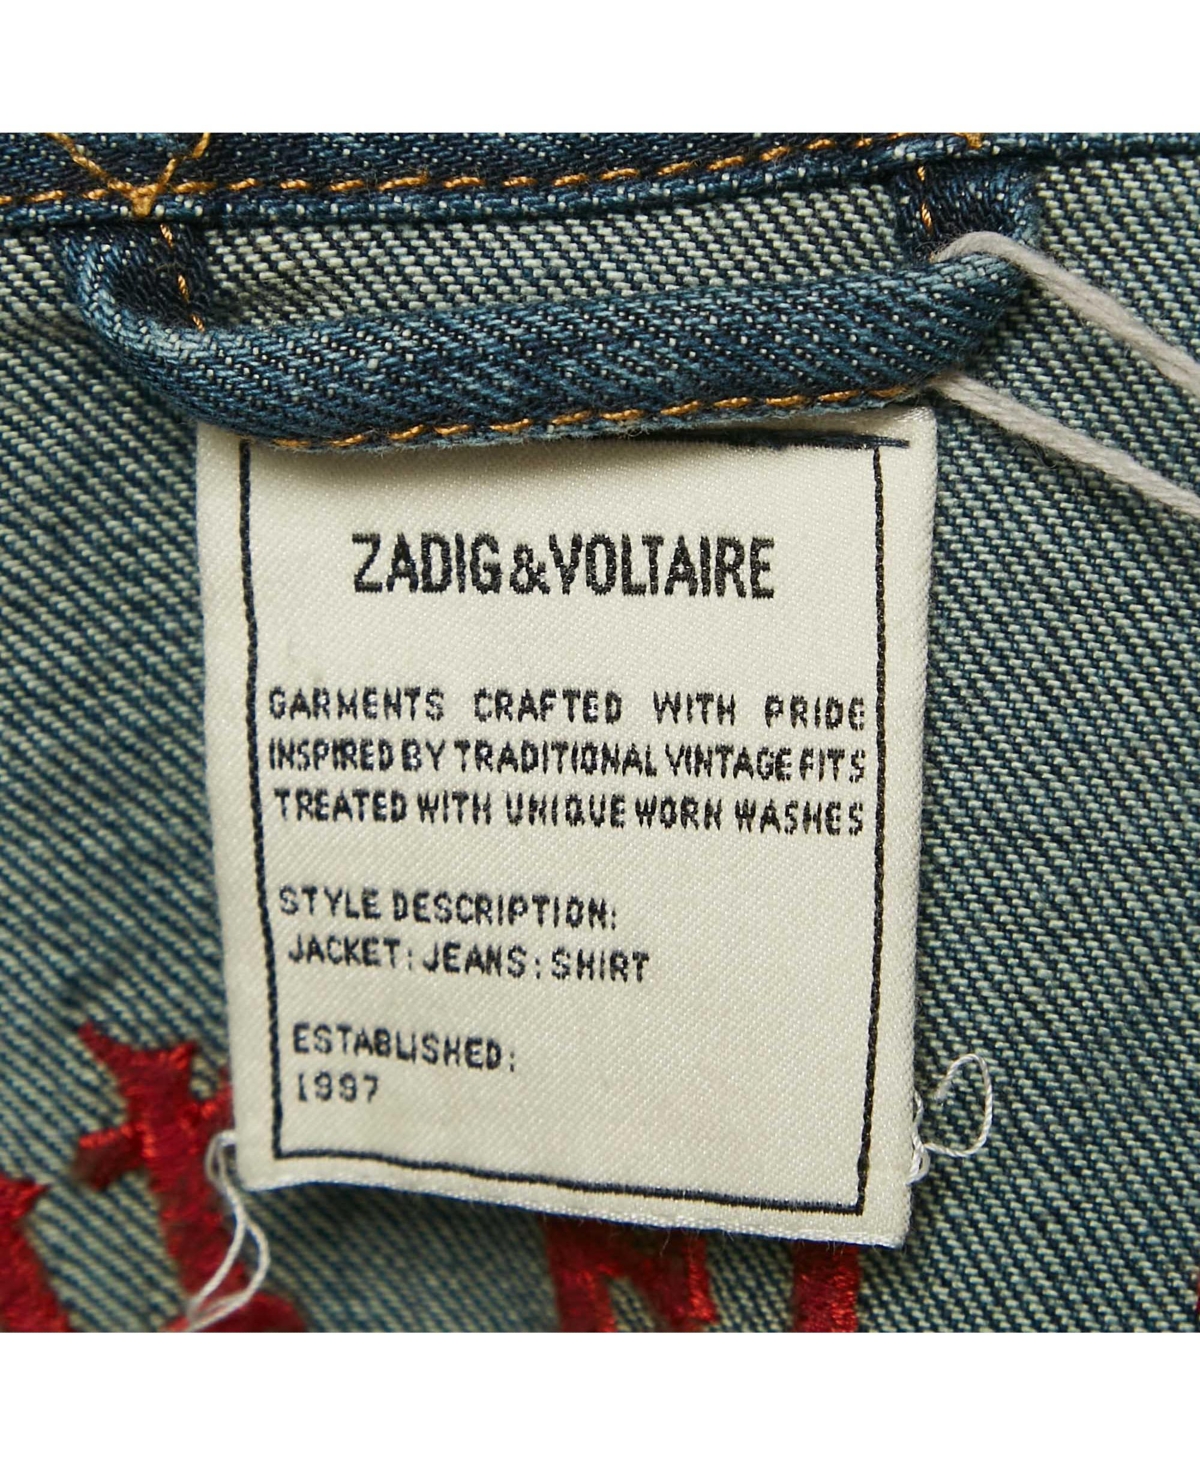 ZADIG&VOLTAIRE
GARMENTS CRAFTED WITH PRIDE
INSPIRED BY TRADITIONAL VINTAGE FITS
TREATED WITH UNIQUE WORN WASHES
STYLE DESCRIPTION:
JACKET: JEANS: SHIRT
ESTABLISHED:
1997